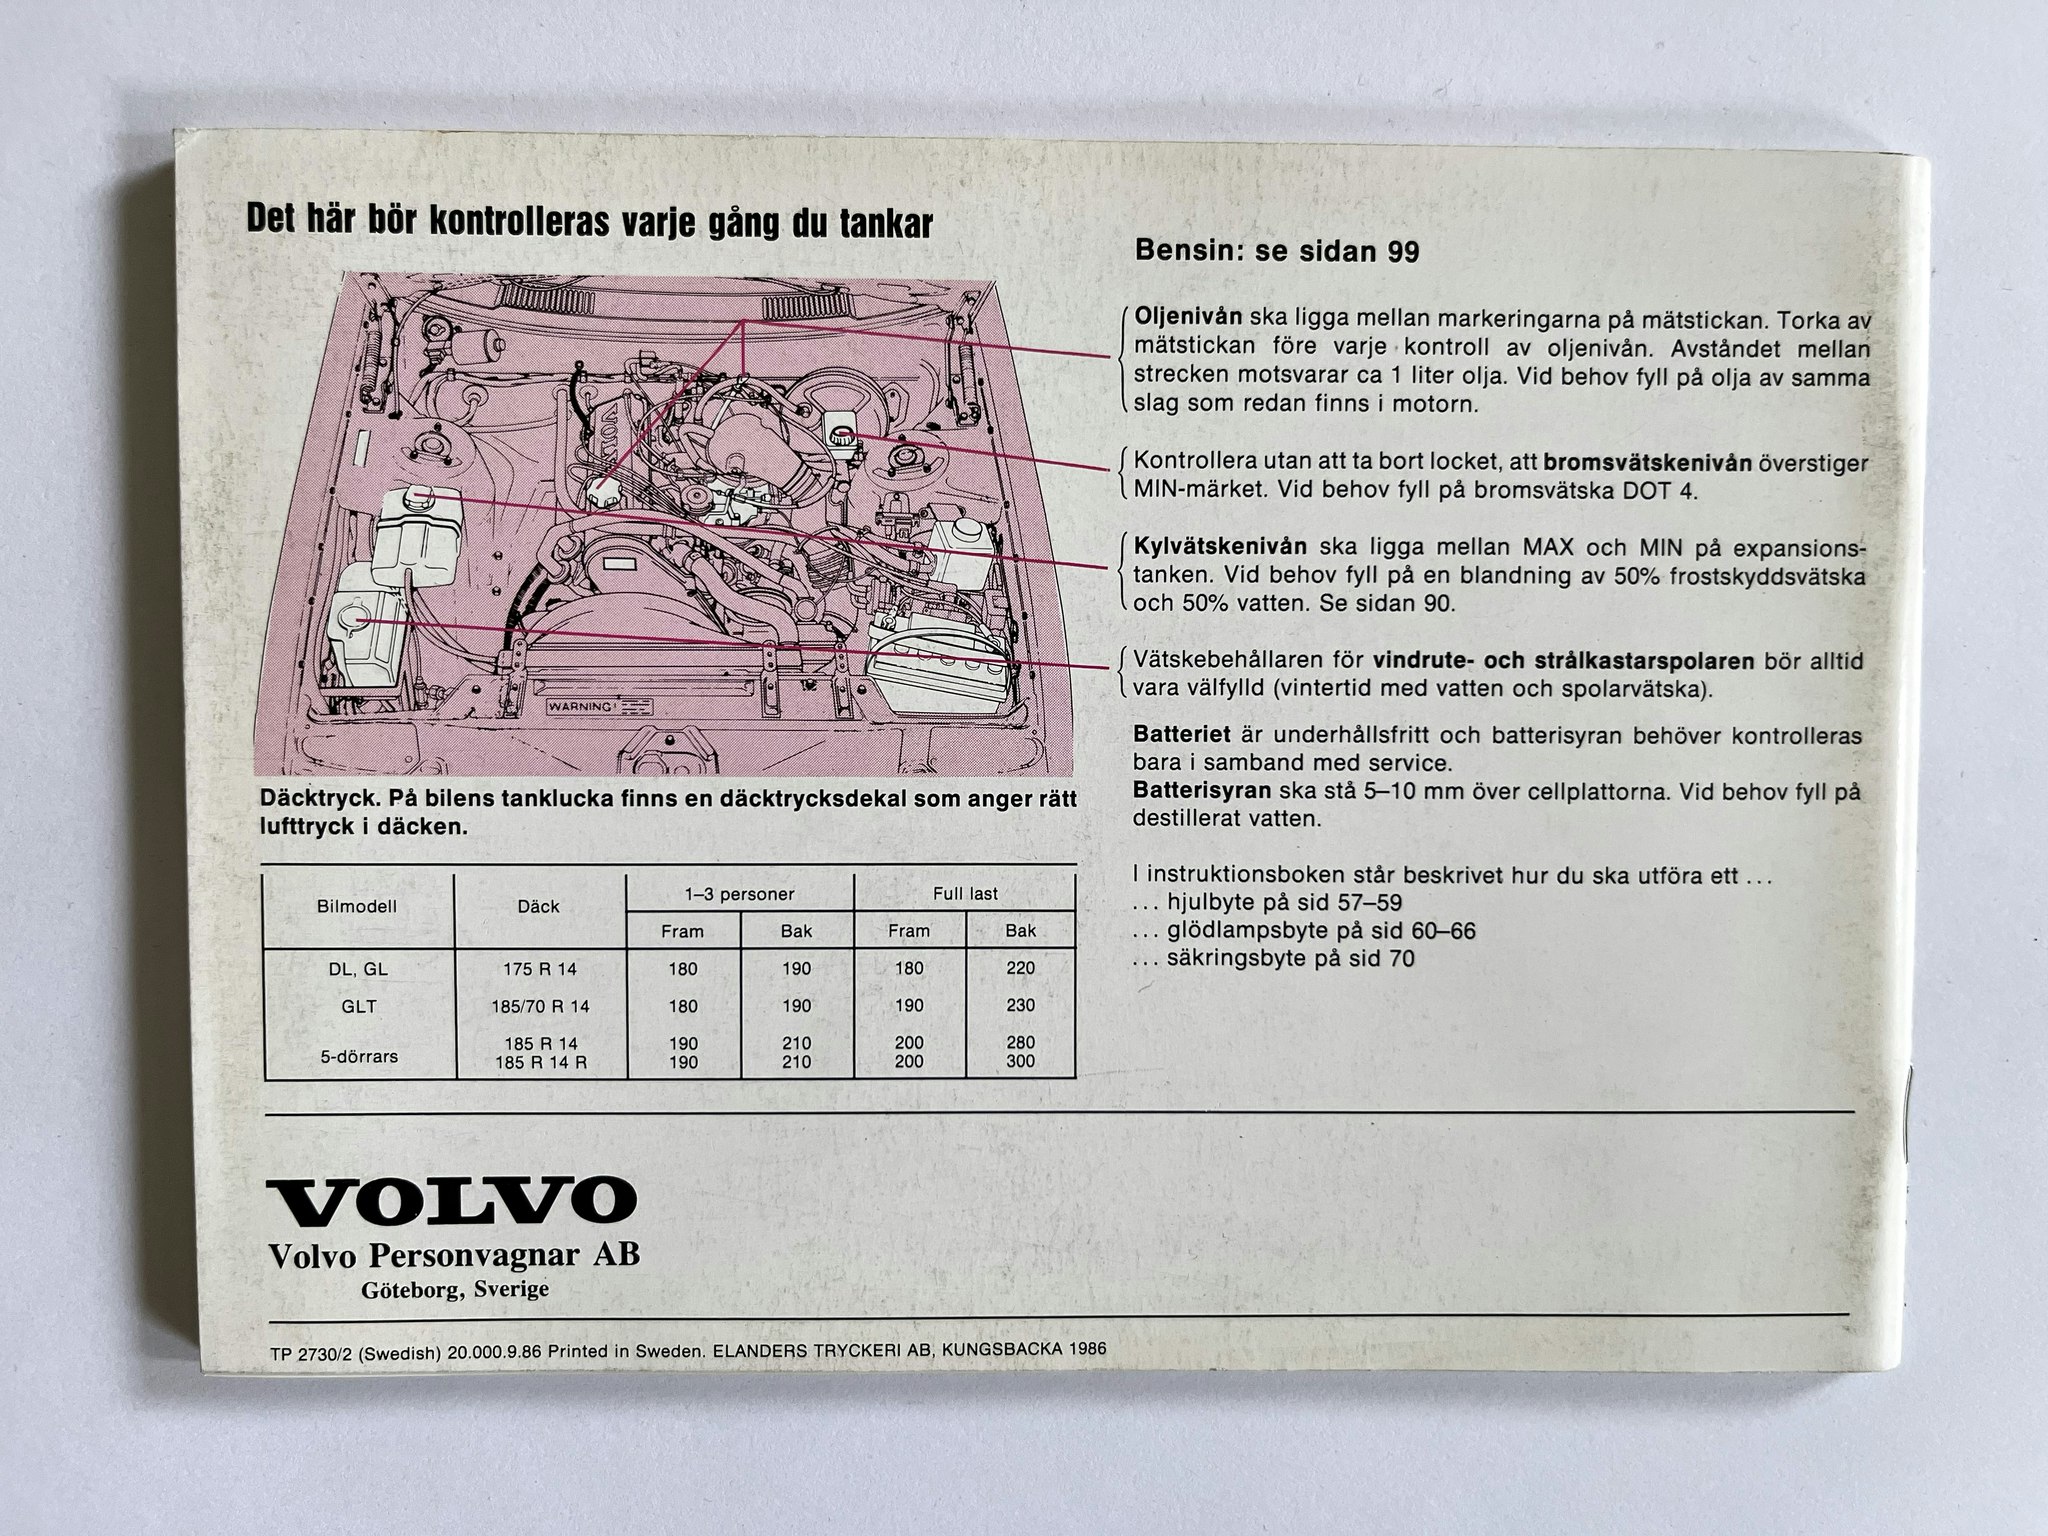 Det här bör kontrolleras varje gång du tankar
VOLVO
WARNING!
Däcktryck. På bilens tanklucka finns en däcktrycksdekal som anger rätt
lufttryck i däcken.
Bilmodell Däck 1–3 personer Full last
Fram Bak Fram Bak
DL, GL 175 R 14 180 190 180 220
GLT 185/70 R 14 180 190 190 230
5-dörrars 185 R 14 190 210 200 280
185 R 14 R 190 210 200 300
Bensin: se sidan 99
Oljenivån ska ligga mellan markeringarna på mätstickan. Torka av
mätstickan före varje kontroll av oljenivån. Avståndet mellan
strecken motsvarar ca 1 liter olja. Vid behov fyll på olja av samma
slag som redan finns i motorn.
Kontrollera utan att ta bort locket, att bromsvätskenivån överstiger
MIN-märket. Vid behov fyll på bromsvätska DOT 4.
Kylvätskenivån ska ligga mellan MAX och MIN på expansions-
tanken. Vid behov fyll på en blandning av 50% frostskyddsvätska
och 50% vatten. Se sidan 90.
Vätskebehållaren för vindrute- och strålkastarspolaren bör alltid
vara välfylld (vintertid med vatten och spolarvätska).
Batteriet är underhållsfritt och batterisyran behöver kontrolleras
bara i samband med service.
Batterisyran ska stå 5–10 mm över cellplattorna. Vid behov fyll på
destillerat vatten.
I instruktionsboken står beskrivet hur du ska utföra ett ...
... hjulbyte på sid 57–59
... glödlampsbyte på sid 60–66
... säkringsbyte på sid 70
VOLVO
Volvo Personvagnar AB
Göteborg, Sverige
TP 2730/2 (Swedish) 20.000.9.86 Printed in Sweden. ELANDERS TRYCKERI AB, KUNGSBACKA 1986